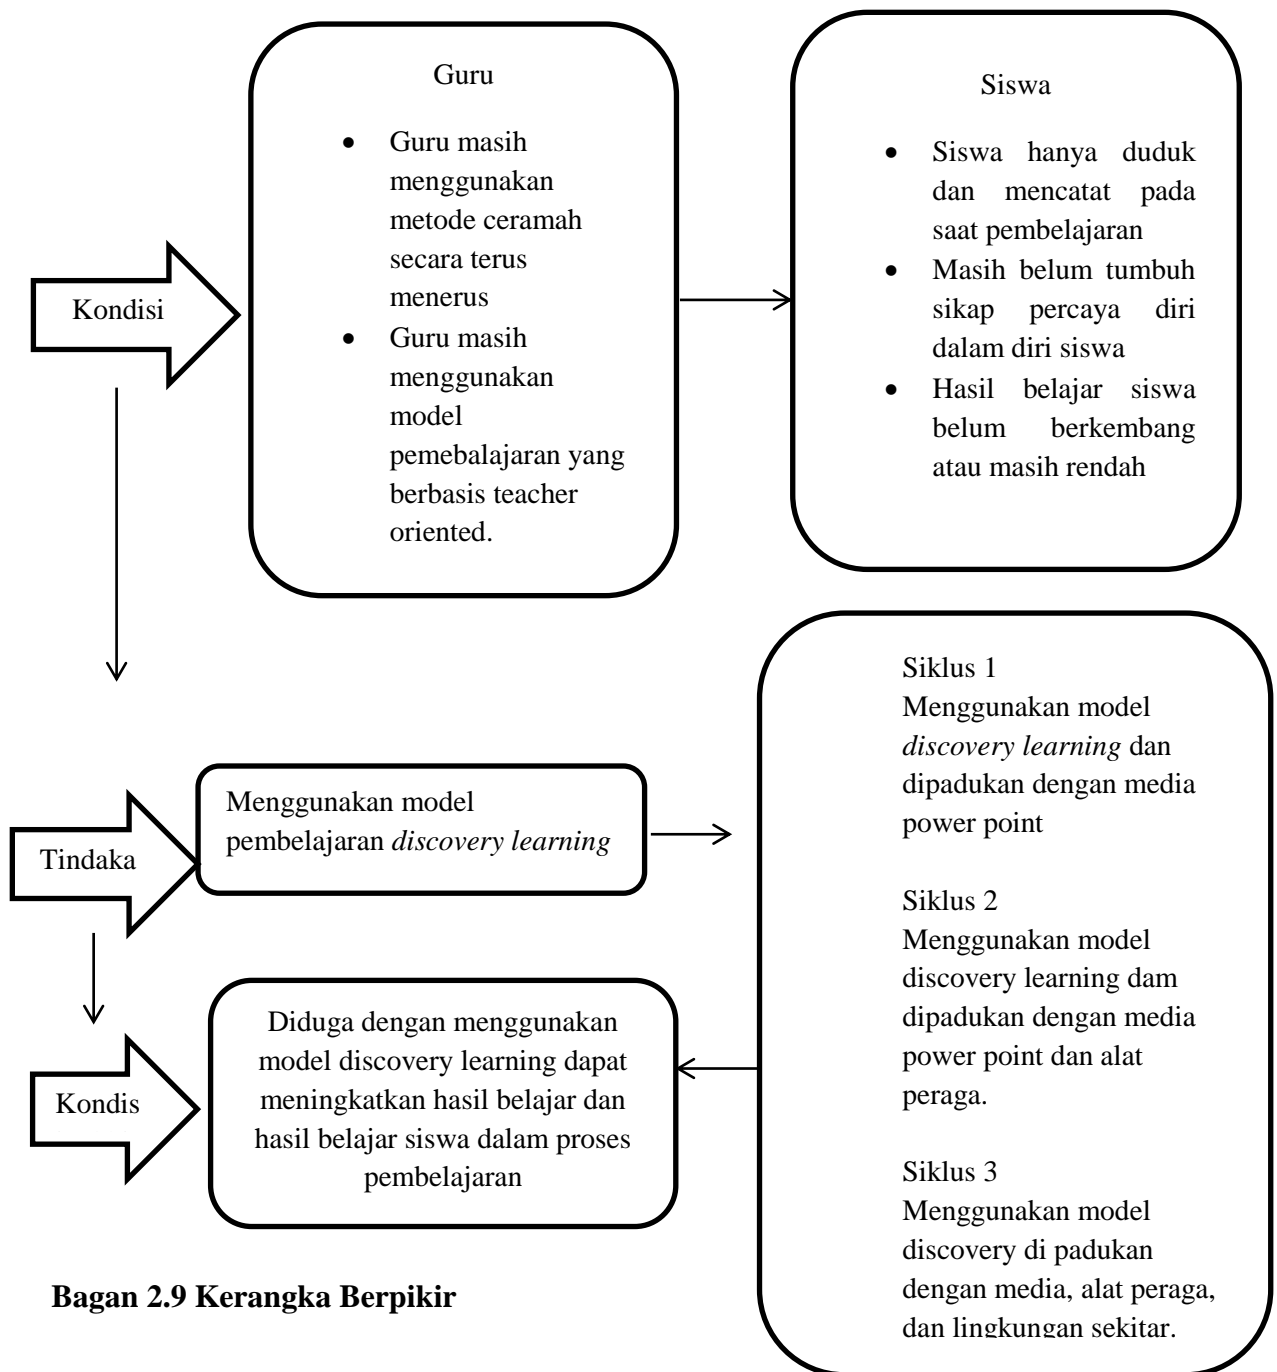 Guru
• Guru masih
menggunakan
metode ceramah
secara terus
menerus
• Guru masih
menggunakan
model
pemebalajaran yang
berbasis teacher
oriented.
Siswa
• Siswa hanya duduk
dan mencatat pada
saat pembelajaran
• Masih belum tumbuh
sikap percaya diri
dalam diri siswa
• Hasil belajar siswa
belum berkembang
atau masih rendah
Kondisi
Tindaka
Menggunakan model
pembelajaran discovery learning
Siklus 1
Menggunakan model
discovery learning dan
dipadukan dengan media
power point
Siklus 2
Menggunakan model
discovery learning dam
dipadukan dengan media
power point dan alat
peraga.
Siklus 3
Menggunakan model
discovery di padukan
dengan media, alat peraga,
dan lingkungan sekitar.
Kondis
Diduga dengan menggunakan
model discovery learning dapat
meningkatkan hasil belajar dan
hasil belajar siswa dalam proses
pembelajaran
Bagan 2.9 Kerangka Berpikir